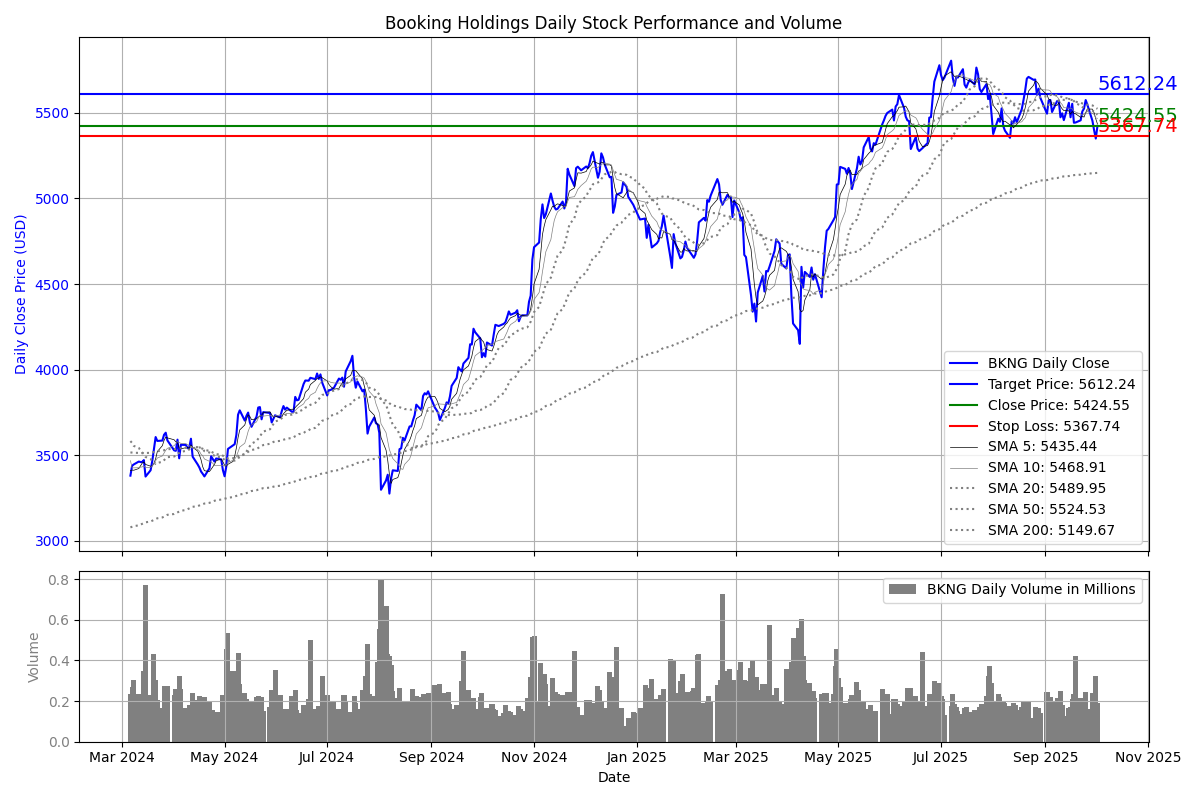 Booking Holdings Daily Stock Performance and Volume
Daily Close Price (USD)
5500
5000
4500
4000
3500
3000
5612.24
5424.55
5367.74
BKNG Daily Close
Target Price: 5612.24
Close Price: 5424.55
Stop Loss: 5367.74
SMA 5: 5435.44
SMA 10: 5468.91
SMA 20: 5489.95
SMA 50: 5524.53
SMA 200: 5149.67
Volume
0.8
0.6
0.4
0.2
0.0
BKNG Daily Volume in Millions
Mar 2024 May 2024 Jul 2024 Sep 2024 Nov 2024 Jan 2025 Mar 2025 May 2025 Jul 2025 Sep 2025 Nov 2025
Date